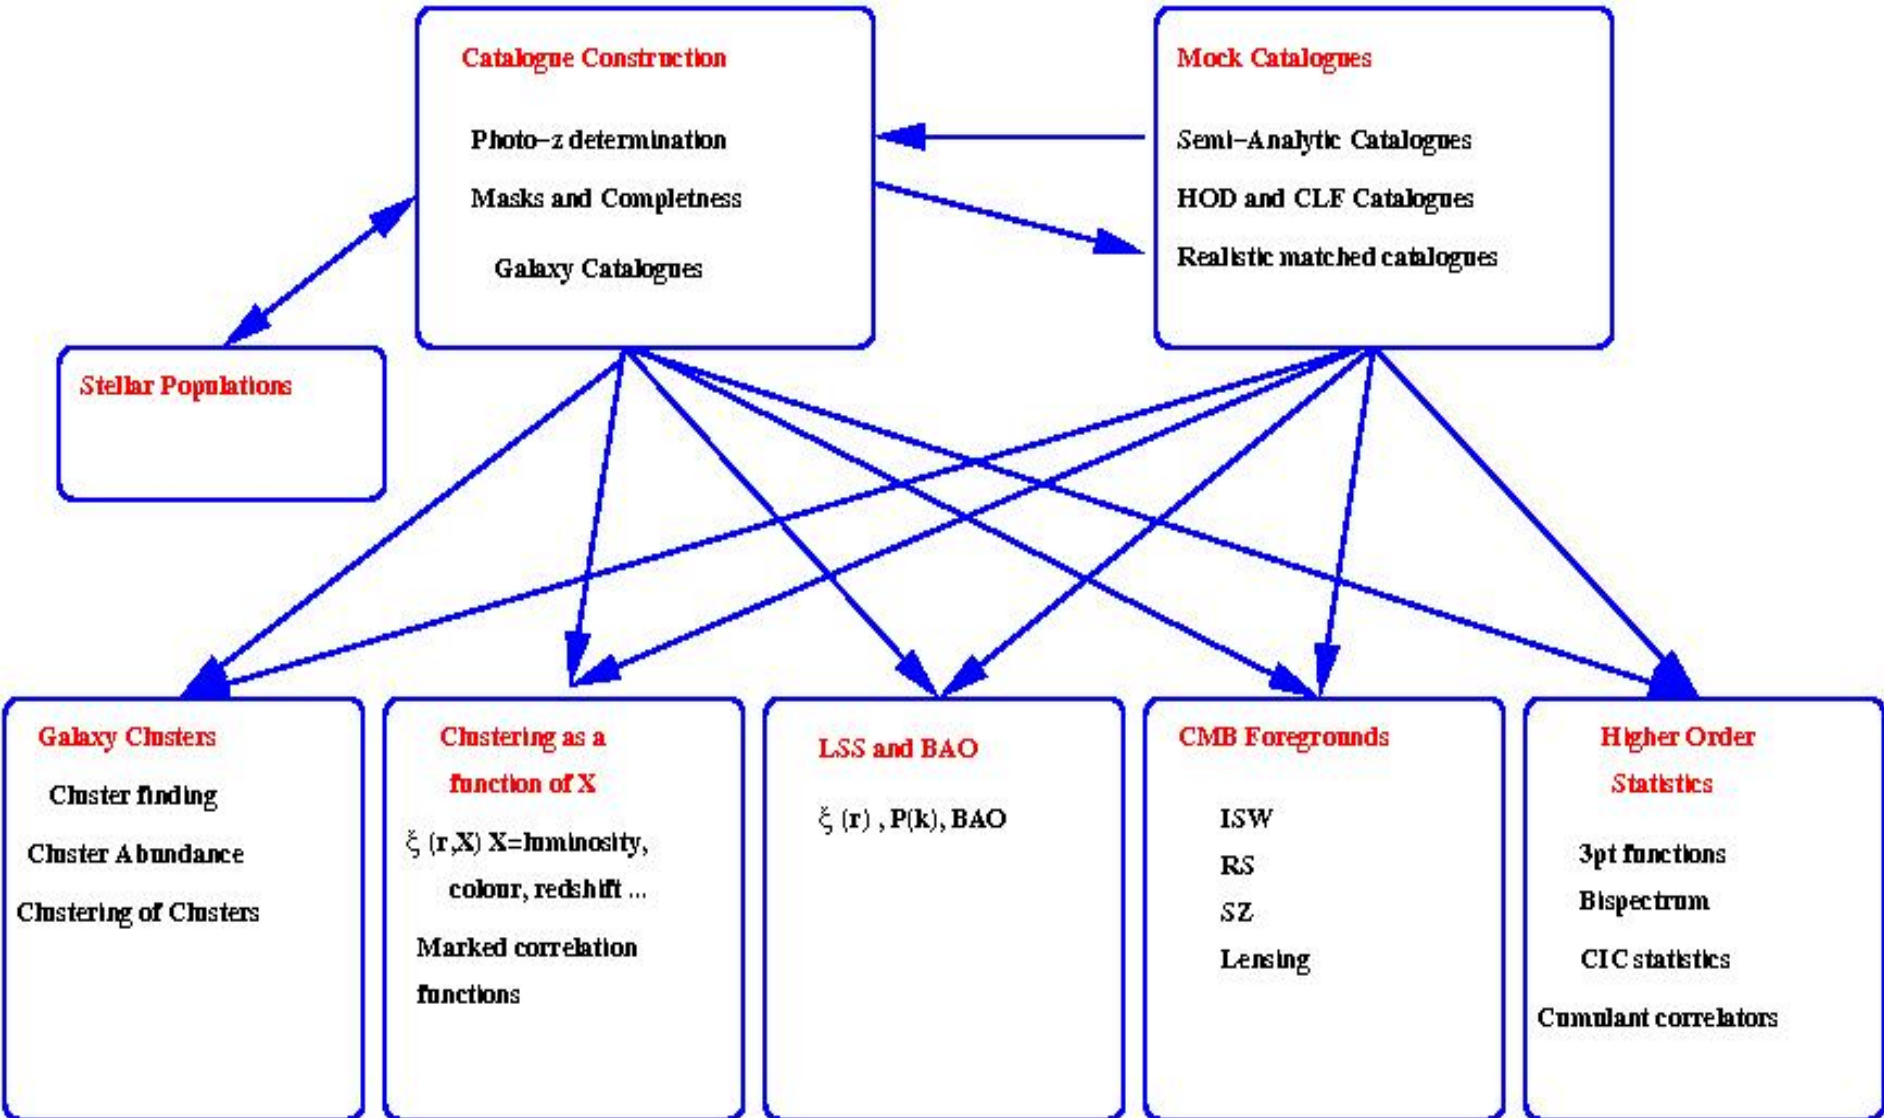 Catalogue Construction
Photo-z determination
Masks and Completness
Galaxy Catalogues
Mock Catalogues
Semi-Analytic Catalogues
HOD and CLF Catalogues
Realistic matched catalogues
Stellar Populations
Galaxy Clusters
Cluster finding
Cluster Abundance
Clustering of Clusters
Clustering as a
function of X
ξ (r,X) X=luminosity,
colour, redshift ...
Marked correlation
functions
LSS and BAO
ξ (r) , P(k), BAO
CMB Foregrounds
ISW
RS
SZ
Lensing
Higher Order
Statistics
3pt functions
Bispectrum
CIC statistics
Cumulant correlators